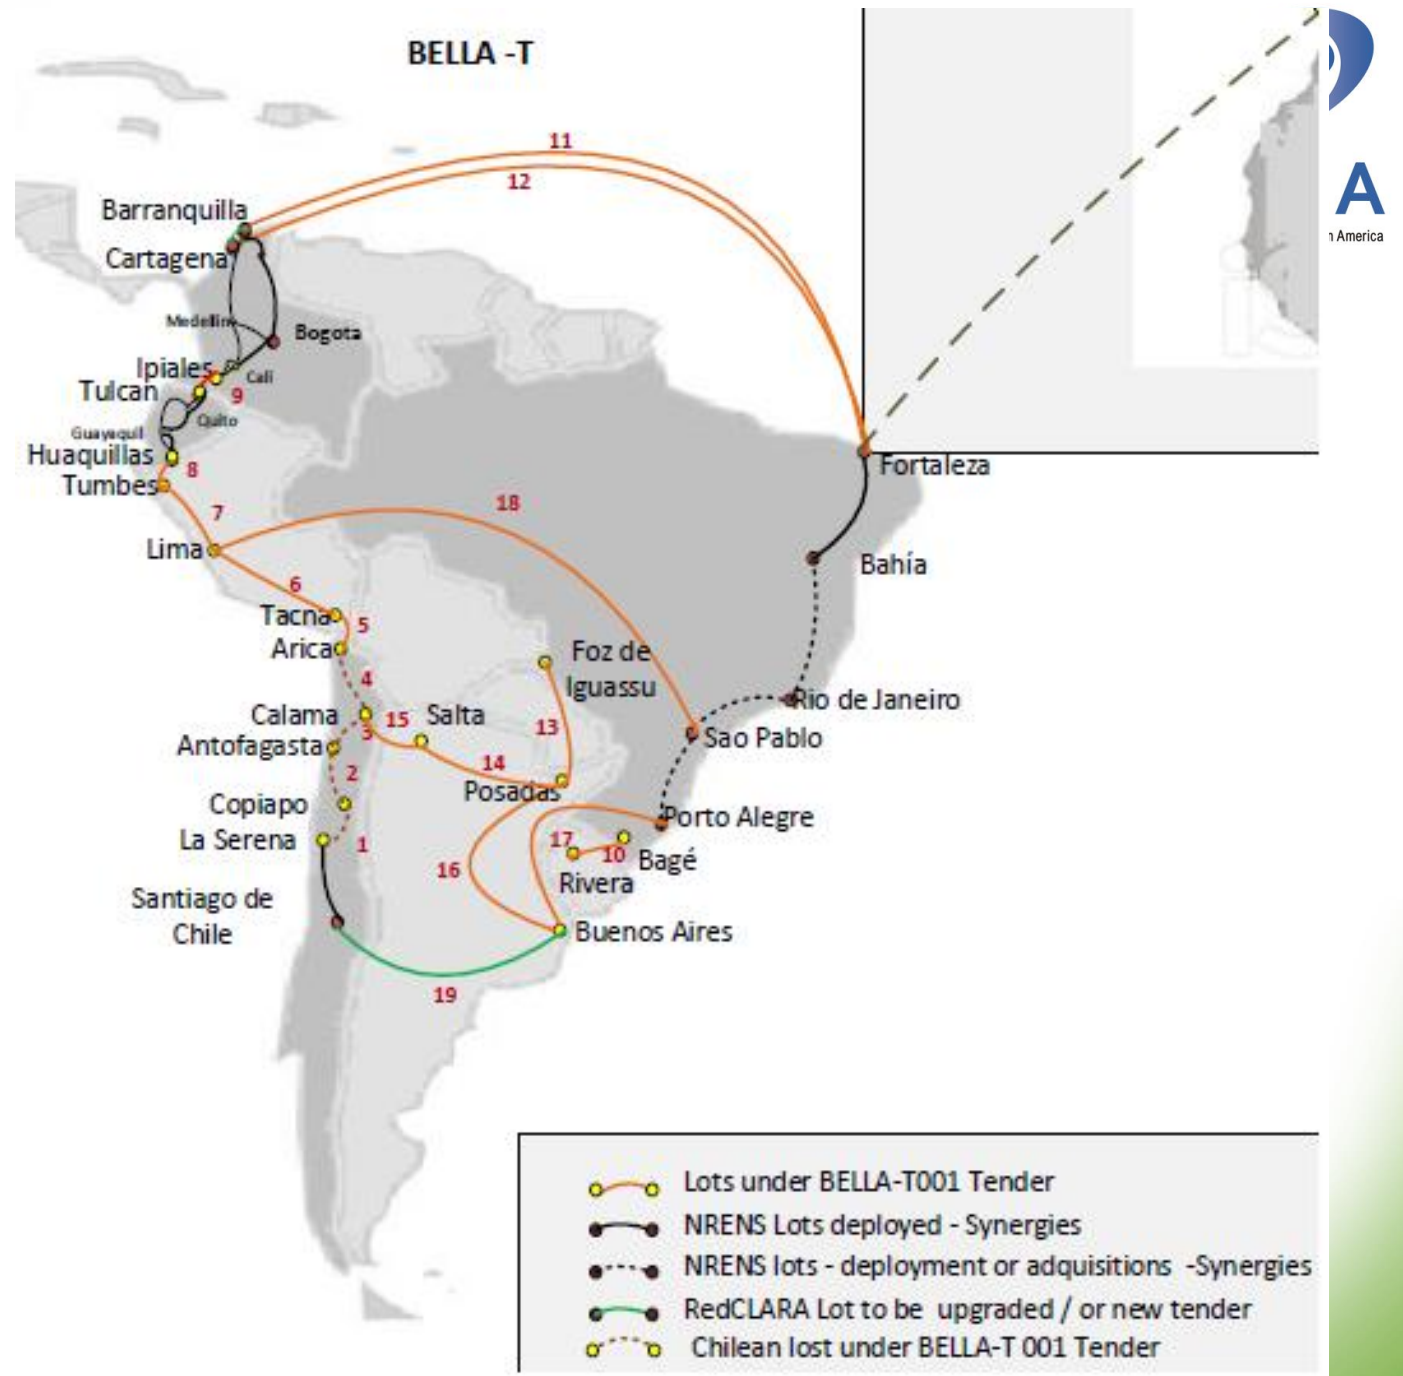 BELLA -T
A
n America
11
12
Barranquilla
Cartagena
Medellin
Bogota
Ipiales
Cali
Tulcan
9
Quito
Guayaquil
Huaquillas
8
Tumbes
Fortaleza
7
18
Lima
Bahía
6
Tacna
5
Arica
Foz de
Iguassu
4
Rio de Janeiro
Calama
15
Salta
3
13
Antofagasta
Sao Pablo
14
2
Posadas
Copiapo
Porto Alegre
La Serena
1
17
10
Bagé
16
Rivera
Santiago de
Chile
Buenos Aires
19
Lots under BELLA-T001 Tender
NRENS Lots deployed - Synergies
NRENS lots - deployment or adquisitions -Synergies
RedCLARA Lot to be upgraded / or new tender
Chilean lost under BELLA-T 001 Tender